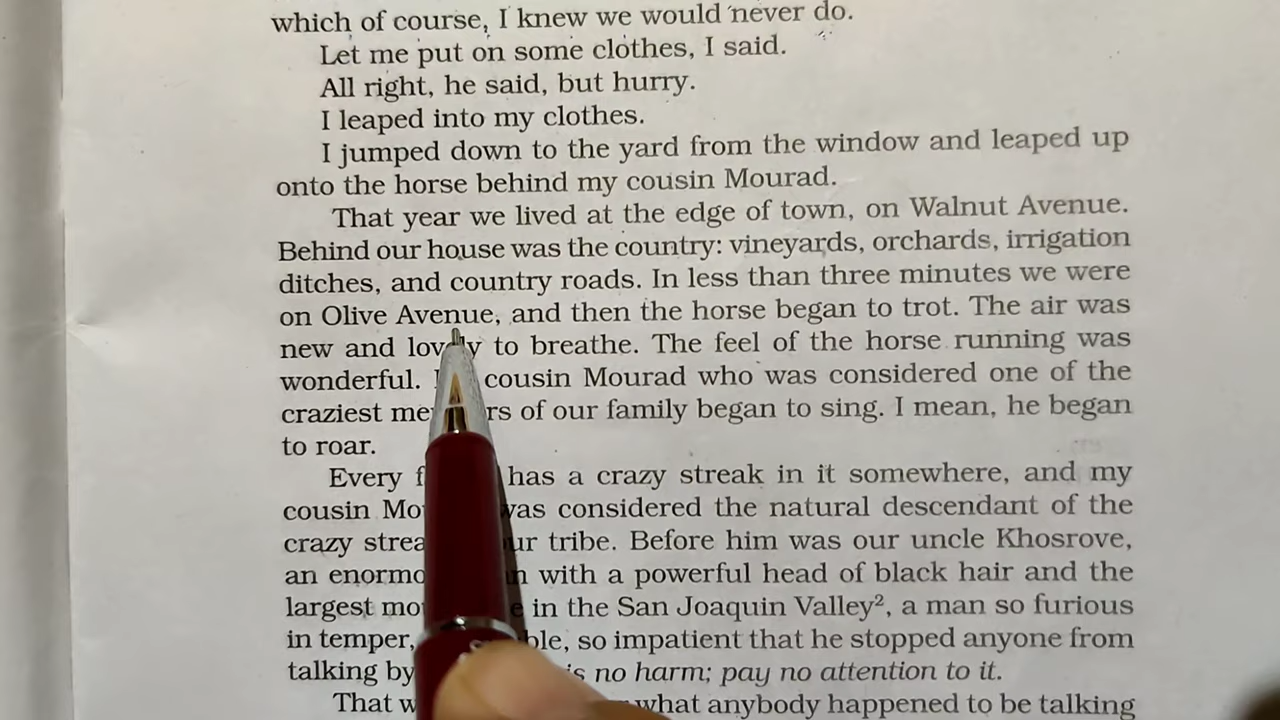 which of course, I knew we would never do.
Let me put on some clothes, I said.
All right, he said, but hurry.
I leaped into my clothes.
I jumped down to the yard from the window and leaped up
onto the horse behind my cousin Mourad.
That year we lived at the edge of town, on Walnut Avenue.
Behind our house was the country: vineyards, orchards, irrigation
ditches, and country roads. In less than three minutes we were
on Olive Avenue, and then the horse began to trot. The air was
new and lovely to breathe. The feel of the horse running was
wonderful. cousin Mourad who was considered one of the
craziest of our family began to sing. I mean, he began
to roar.
Every has a crazy streak in it somewhere, and my
cousin was considered the natural descendant of the
crazy tribe. Before him was our uncle Khosrove,
an with a powerful head of black hair and the
largest in the San Joaquin Valley², a man so furious
in temper, so impatient that he stopped anyone from
talking by no harm; pay no attention to it.
That what anybody happened to be talking